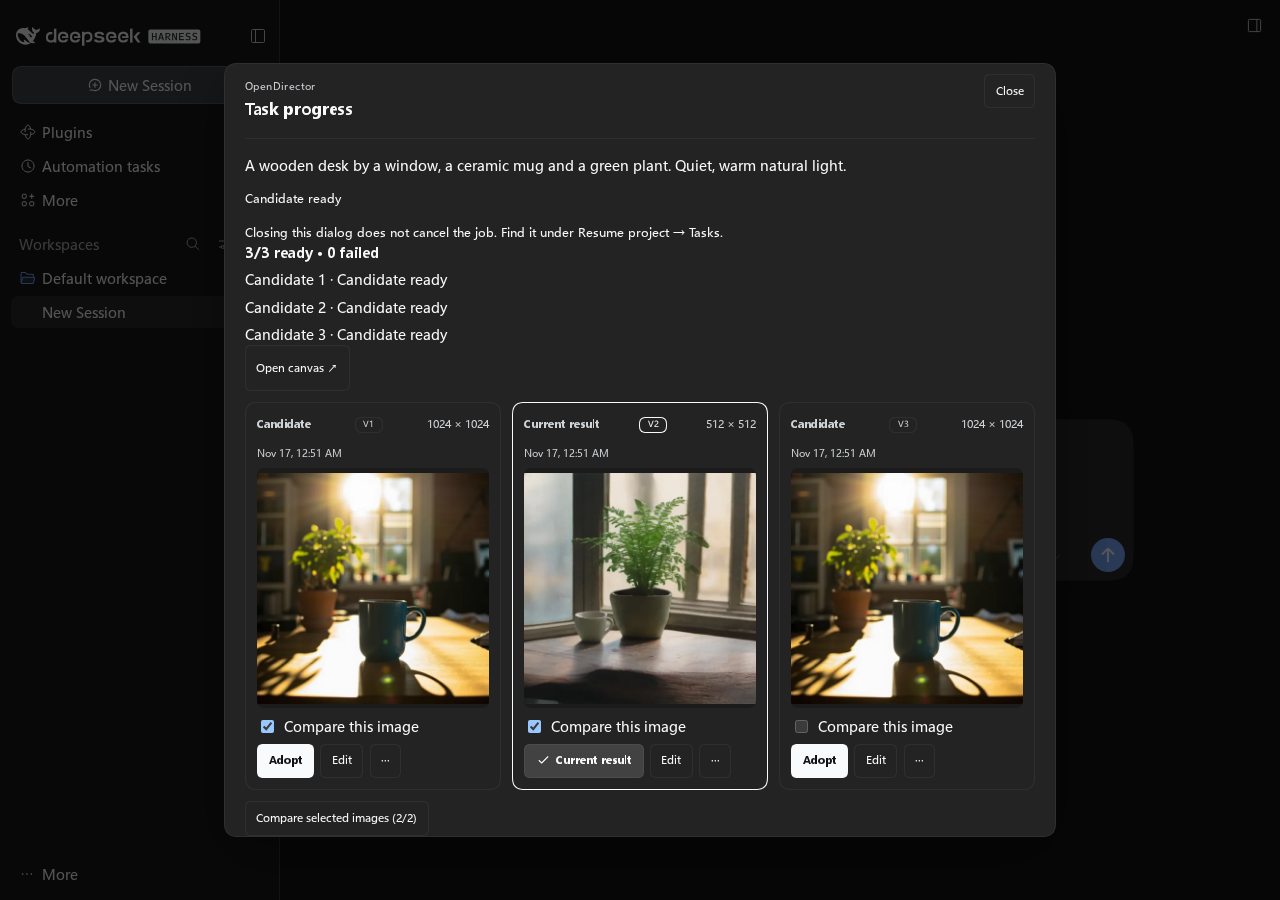 deepseek HARNESS
New Session
Plugins
Automation tasks
More
Workspaces
Default workspace
New Session
More
OpenDirector
Task progress
Close
A wooden desk by a window, a ceramic mug and a green plant. Quiet, warm natural light.
Candidate ready
Closing this dialog does not cancel the job. Find it under Resume project → Tasks.
3/3 ready • 0 failed
Candidate 1 · Candidate ready
Candidate 2 · Candidate ready
Candidate 3 · Candidate ready
Open canvas ↗
Candidate V1 1024 × 1024
Nov 17, 12:51 AM
Compare this image
Adopt Edit ...
Current result V2 512 × 512
Nov 17, 12:51 AM
Compare this image
✓ Current result Edit ...
Candidate V3 1024 × 1024
Nov 17, 12:51 AM
Compare this image
Adopt Edit ...
Compare selected images (2/2)